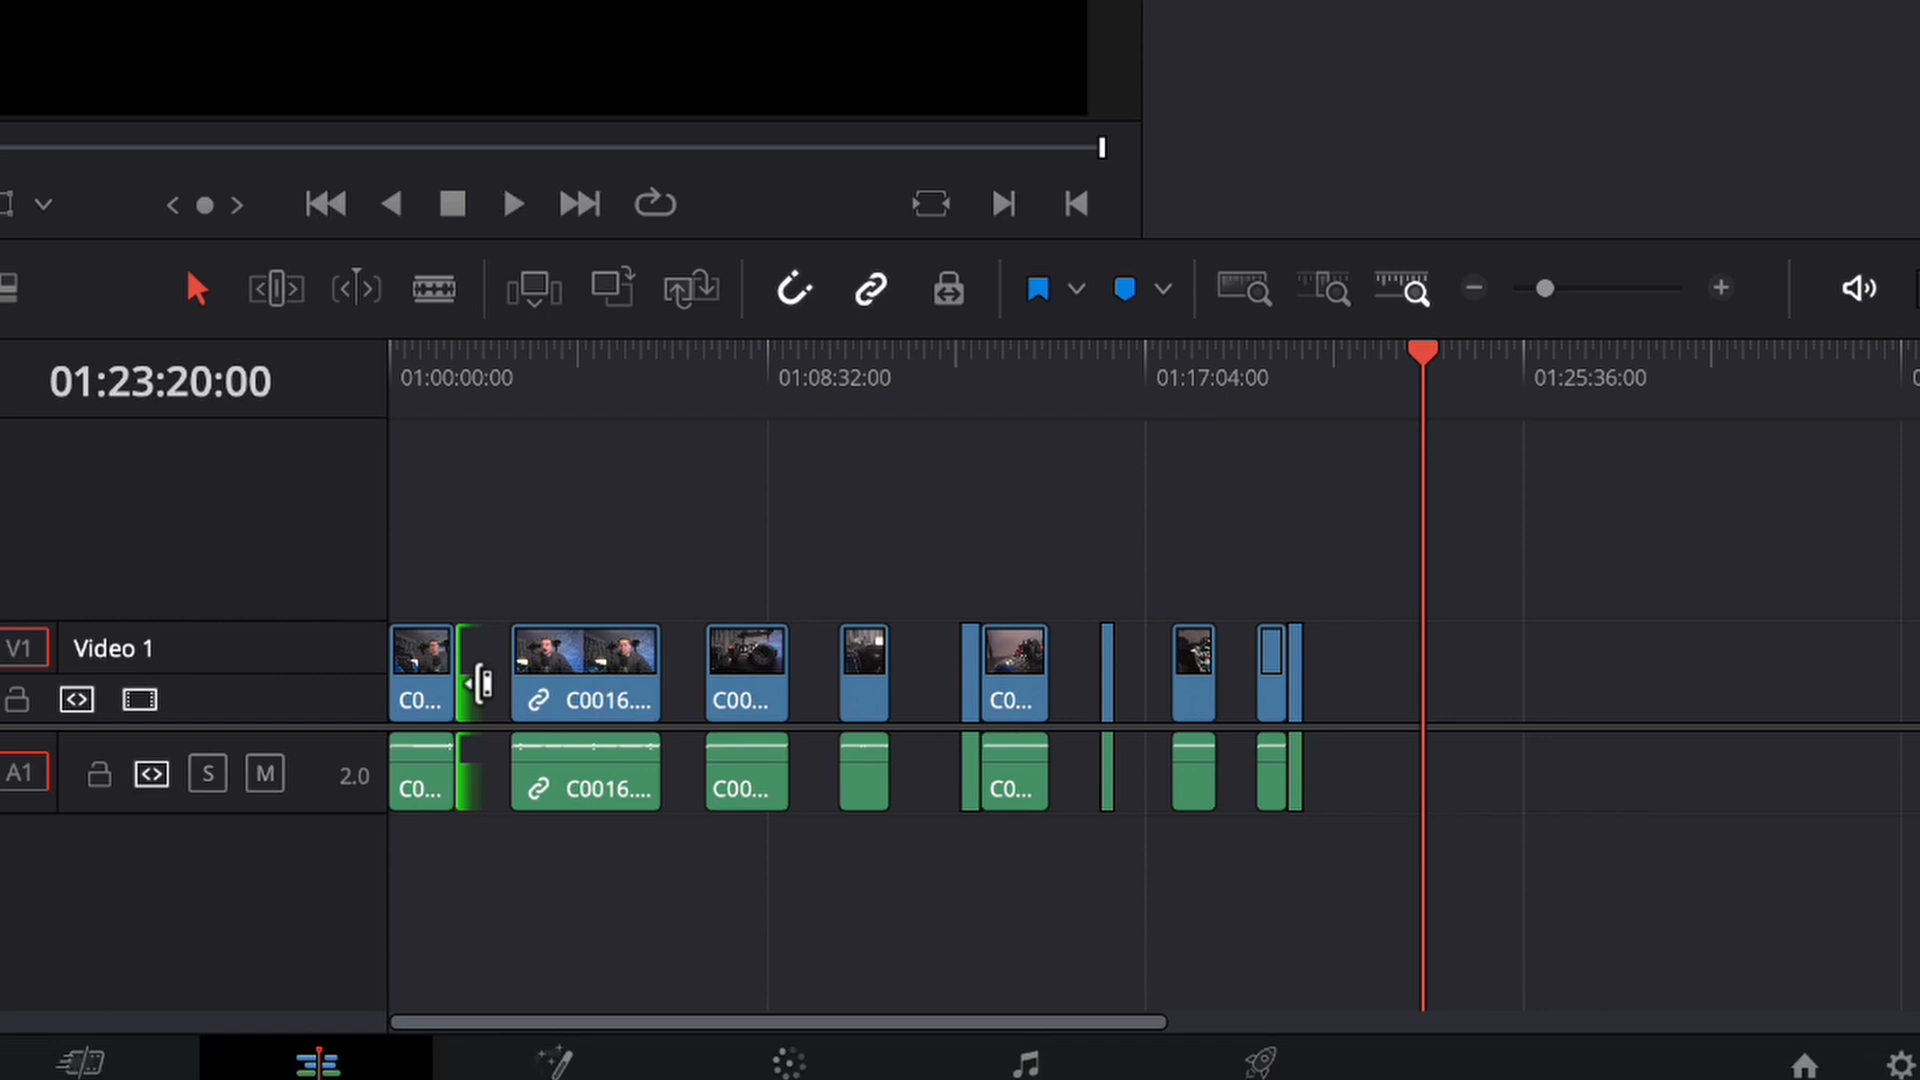 01:23:20:00
01:00:00:00
01:08:32:00
01:17:04:00
01:25:36:00
V1
Video 1
C0...
C0016....
C00...
C0...
A1
S
M
2.0
C0...
C0016....
C00...
C0...